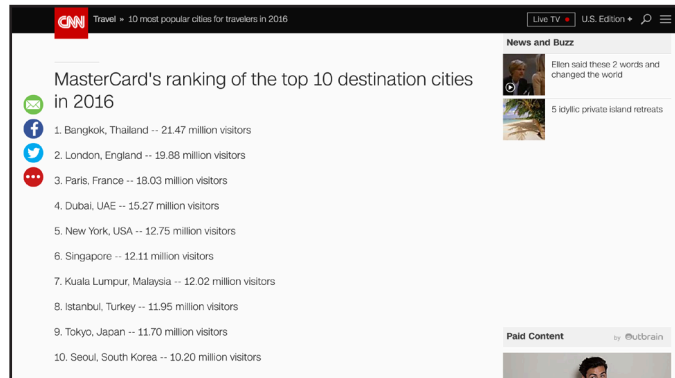 CNN Travel » 10 most popular cities for travelers in 2016 Live TV U.S. Edition +
News and Buzz
Ellen said these 2 words and
changed the world
5 idyllic private island retreats
MasterCard's ranking of the top 10 destination cities
in 2016
1. Bangkok, Thailand -- 21.47 million visitors
2. London, England -- 19.88 million visitors
3. Paris, France -- 18.03 million visitors
4. Dubai, UAE -- 15.27 million visitors
5. New York, USA -- 12.75 million visitors
6. Singapore -- 12.11 million visitors
7. Kuala Lumpur, Malaysia -- 12.02 million visitors
8. Istanbul, Turkey -- 11.95 million visitors
9. Tokyo, Japan -- 11.70 million visitors
10. Seoul, South Korea -- 10.20 million visitors
Paid Content by Outbrain